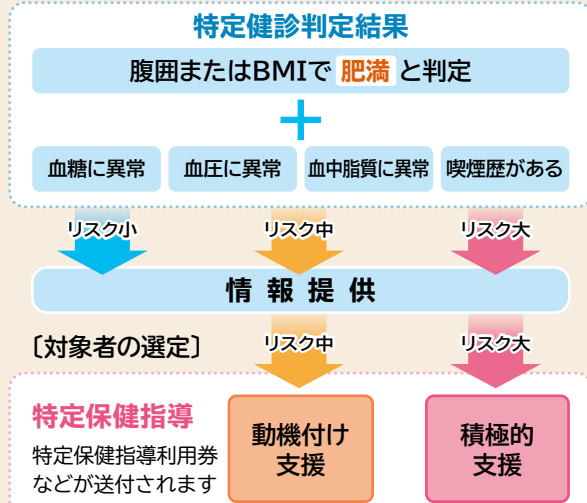 特定健診判定結果
腹囲またはBMIで 肥満 と判定
+
血糖に異常 血圧に異常 血中脂質に異常 喫煙歴がある
リスク小 リスク中 リスク大
情報提供
〔対象者の選定〕 リスク中 リスク大
特定保健指導
特定保健指導利用券
などが送付されます
動機付け
支援
積極的
支援